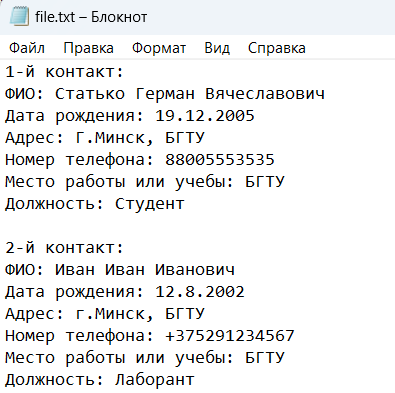 file.txt – Блокнот
Файл Правка Формат Вид Справка
1-й контакт:
ФИО: Статько Герман Вячеславович
Дата рождения: 19.12.2005
Адрес: Г.Минск, БГТУ
Номер телефона: 88005553535
Место работы или учебы: БГТУ
Должность: Студент

2-й контакт:
ФИО: Иван Иван Иванович
Дата рождения: 12.8.2002
Адрес: г.Минск, БГТУ
Номер телефона: +375291234567
Место работы или учебы: БГТУ
Должность: Лаборант